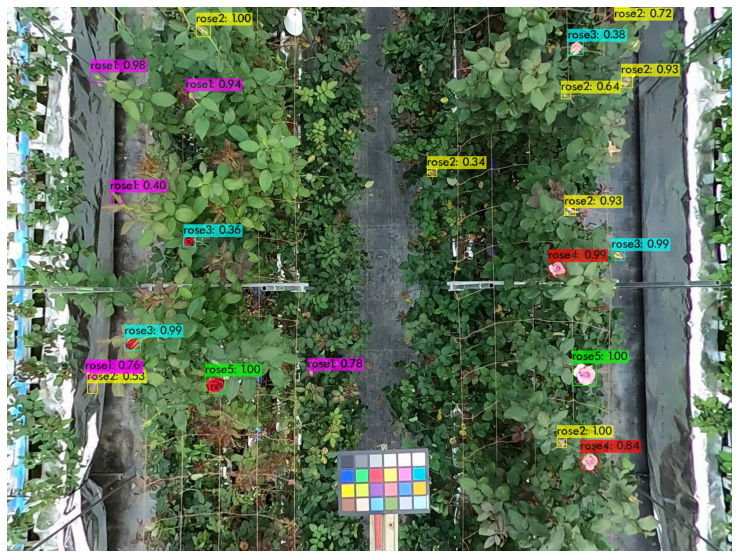 rose2: 1.00
rose2: 0.72
rose3: 0.38
rose1: 0.98
rose2: 0.93
rose1: 0.94
rose2: 0.64
rose2: 0.34
rose1: 0.40
rose2: 0.93
rose3: 0.36
rose3: 0.99
rose4: 0.99
rose3: 0.99
rose5: 1.00
rose1: 0.76
rose1: 0.78
rose5: 1.00
rose2: 0.53
rose2: 1.00
rose4: 0.84